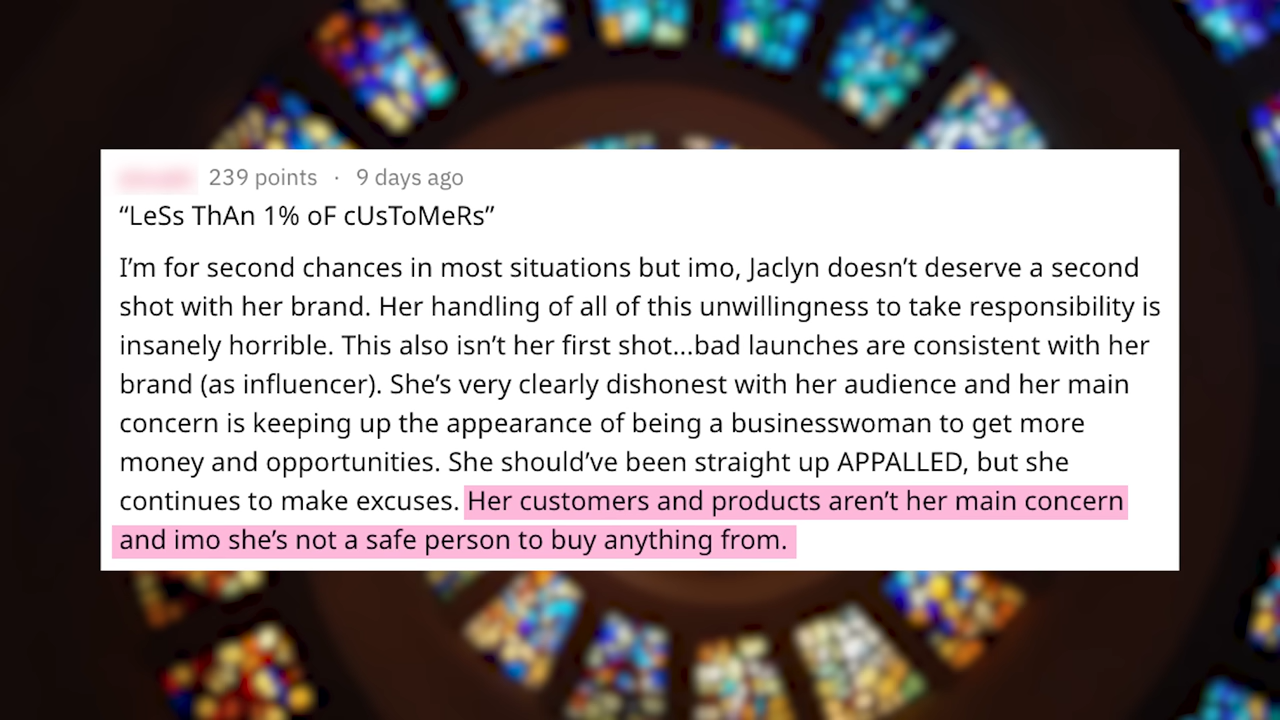 239 points · 9 days ago
“LeSs ThAn 1% oF cUsToMeRs”
I’m for second chances in most situations but imo, Jaclyn doesn’t deserve a second
shot with her brand. Her handling of all of this unwillingness to take responsibility is
insanely horrible. This also isn’t her first shot...bad launches are consistent with her
brand (as influencer). She’s very clearly dishonest with her audience and her main
concern is keeping up the appearance of being a businesswoman to get more
money and opportunities. She should’ve been straight up APPALLED, but she
continues to make excuses. Her customers and products aren’t her main concern
and imo she’s not a safe person to buy anything from.